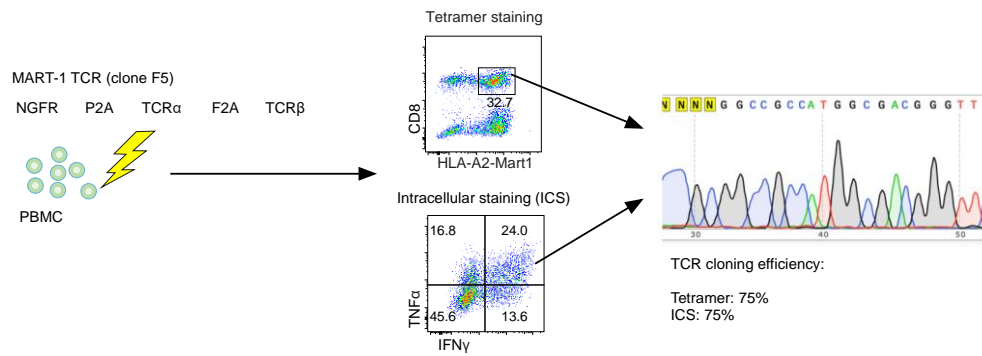 Tetramer staining
MART-1 TCR (clone F5)
NGFR P2A TCRα F2A TCRβ
PBMC
CD8
32.7
HLA-A2-Mart1
Intracellular staining (ICS)
16.8 24.0
45.6 13.6
TNFα
IFNγ
N N N N G G C C G C C A T G G C G A C G G G T T
30 40 50
TCR cloning efficiency:
Tetramer: 75%
ICS: 75%